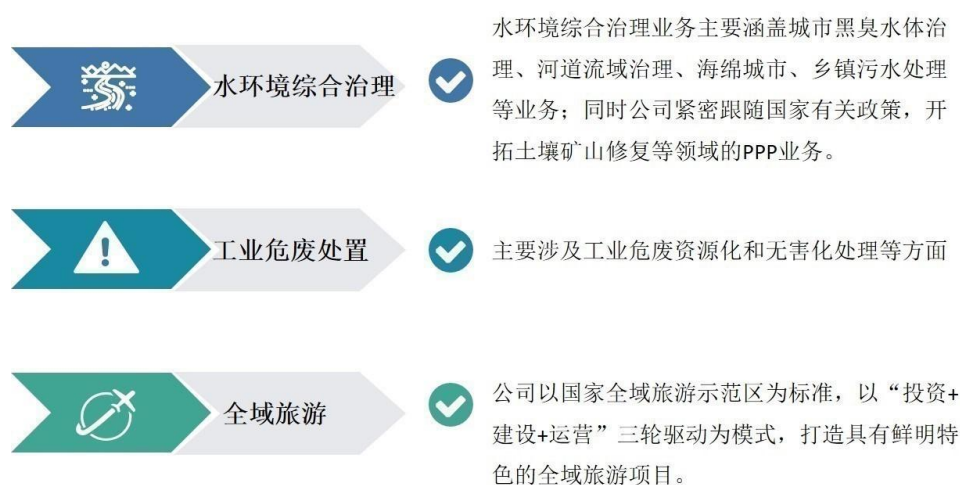 水环境综合治理
水环境综合治理业务主要涵盖城市黑臭水体治
理、河道流域治理、海绵城市、乡镇污水处理
等业务；同时公司紧密跟随国家有关政策，开
拓土壤矿山修复等领域的PPP业务。
工业危废处置
主要涉及工业危废资源化和无害化处理等方面
全域旅游
公司以国家全域旅游示范区为标准，以“投资+
建设+运营”三轮驱动为模式，打造具有鲜明特
色的全域旅游项目。